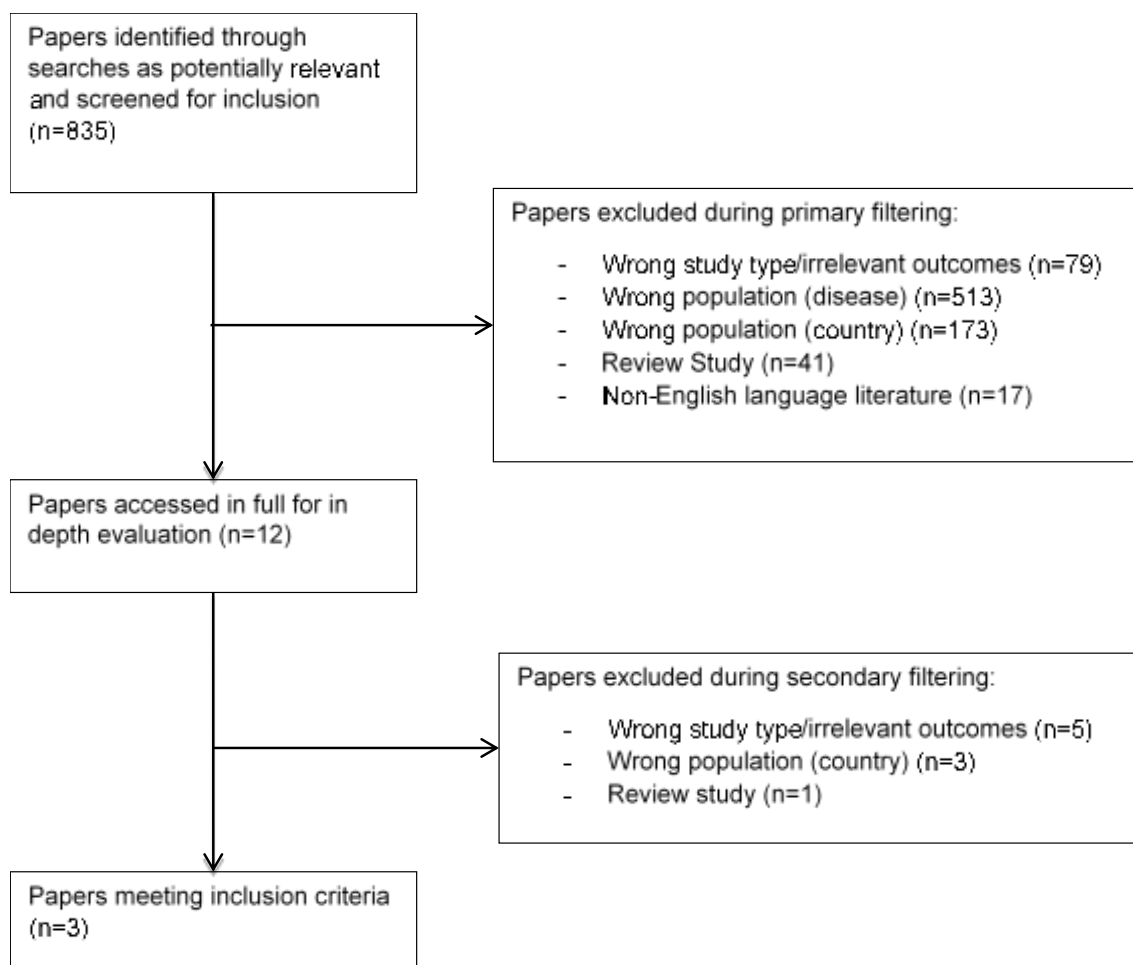 Papers identified through
searches as potentially relevant
and screened for inclusion
(n=835)
Papers excluded during primary filtering:
- Wrong study type/irrelevant outcomes (n=79)
- Wrong population (disease) (n=513)
- Wrong population (country) (n=173)
- Review Study (n=41)
- Non-English language literature (n=17)
Papers accessed in full for in
depth evaluation (n=12)
Papers excluded during secondary filtering:
- Wrong study type/irrelevant outcomes (n=5)
- Wrong population (country) (n=3)
- Review study (n=1)
Papers meeting inclusion criteria
(n=3)